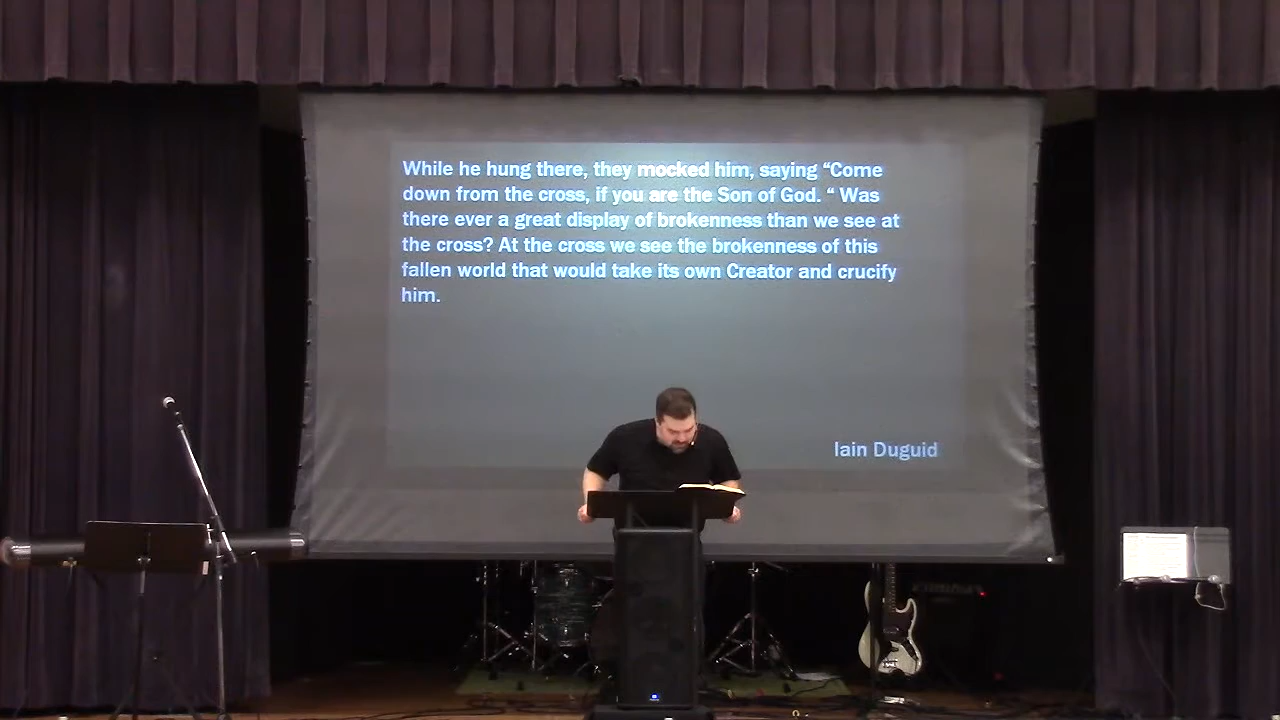 While he hung there, they mocked him, saying “Come
down from the cross, if you are the Son of God. “ Was
there ever a great display of brokenness than we see at
the cross? At the cross we see the brokenness of this
fallen world that would take its own Creator and crucify
him.
Iain Duguid